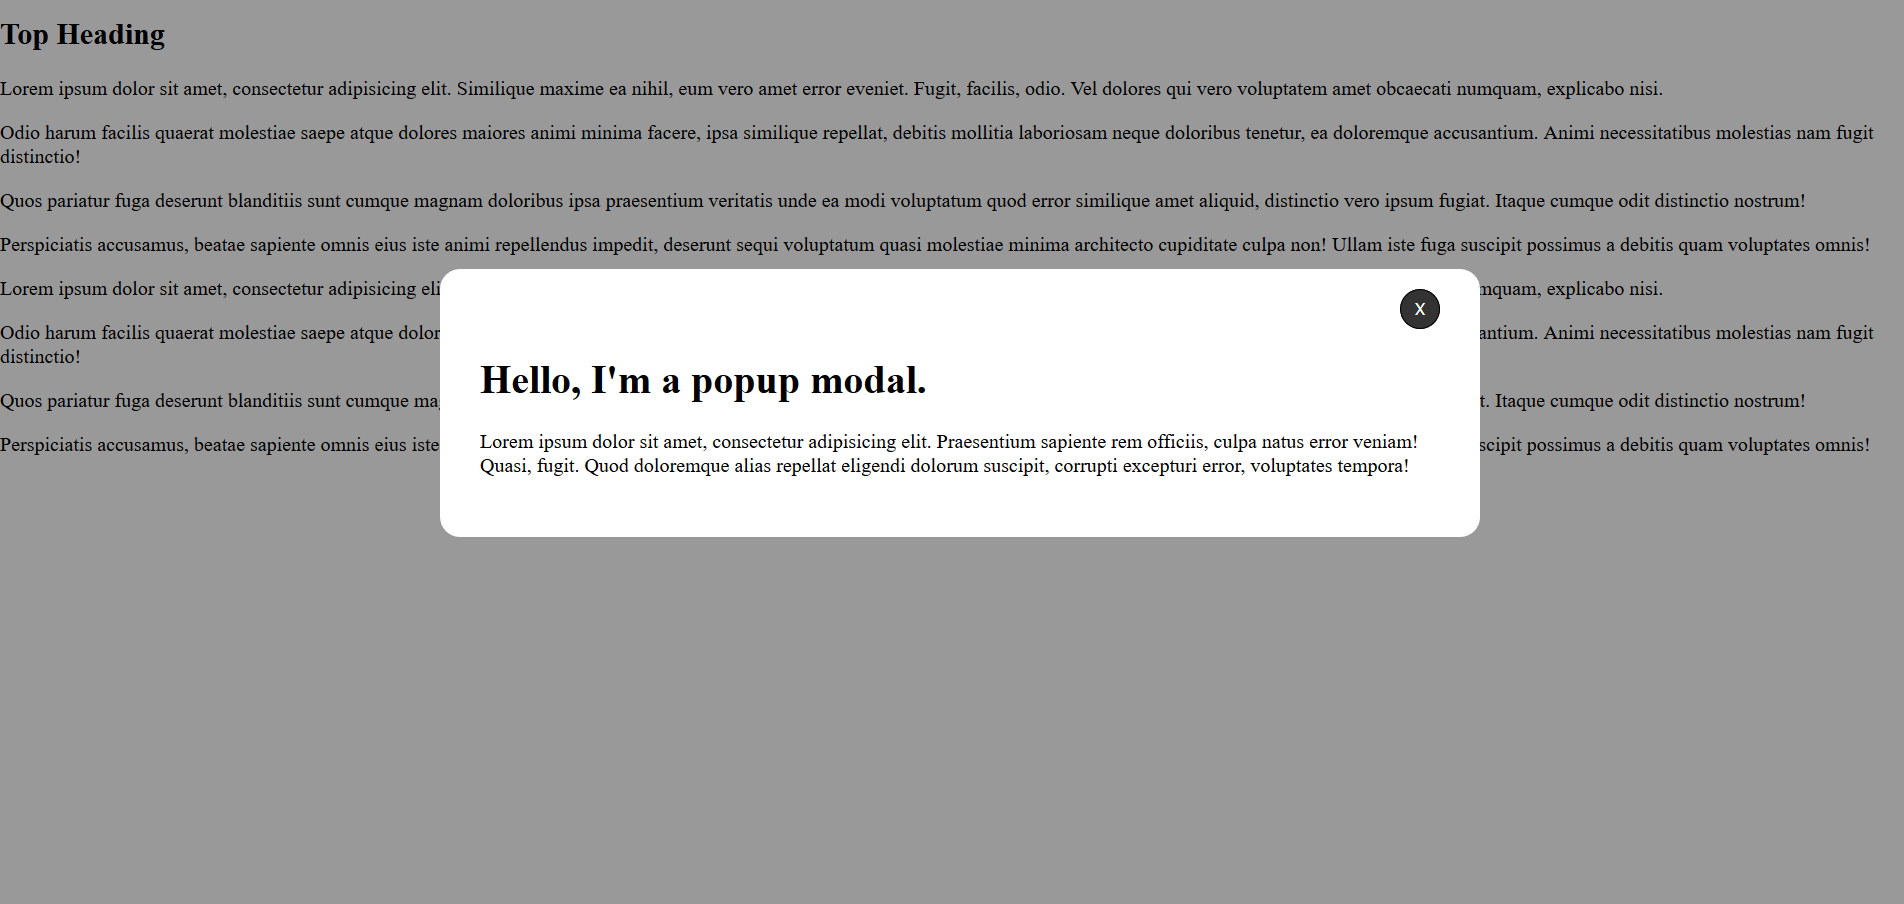 Top Heading
Lorem ipsum dolor sit amet, consectetur adipisicing elit. Similique maxime ea nihil, eum vero amet error eveniet. Fugit, facilis, odio. Vel dolores qui vero voluptatem amet obcaecati numquam, explicabo nisi.
Odio harum facilis quaerat molestiae saepe atque dolores maiores animi minima facere, ipsa similique repellat, debitis mollitia laboriosam neque doloribus tenetur, ea doloremque accusantium. Animi necessitatibus molestias nam fugit
distinctio!
Quos pariatur fuga deserunt blanditiis sunt cumque magnam doloribus ipsa praesentium veritatis unde ea modi voluptatum quod error similique amet aliquid, distinctio vero ipsum fugiat. Itaque cumque odit distinctio nostrum!
Perspiciatis accusamus, beatae sapiente omnis eius iste animi repellendus impedit, deserunt sequi voluptatum quasi molestiae minima architecto cupiditate culpa non! Ullam iste fuga suscipit possimus a debitis quam voluptates omnis!
Lorem ipsum dolor sit amet, consectetur adipisicing explicabo nisi.
Odio harum facilis quaerat molestiae saepe atque Animi necessitatibus molestias nam fugit
distinctio!
Quos pariatur fuga deserunt blanditiis sunt cumque Itaque cumque odit distinctio nostrum!
Perspiciatis accusamus, beatae sapiente omnis eius iste possimus a debitis quam voluptates omnis!
X
Hello, I'm a popup modal.
Lorem ipsum dolor sit amet, consectetur adipisicing elit. Praesentium sapiente rem officiis, culpa natus error veniam!
Quasi, fugit. Quod doloremque alias repellat eligendi dolorum suscipit, corrupti excepturi error, voluptates tempora!